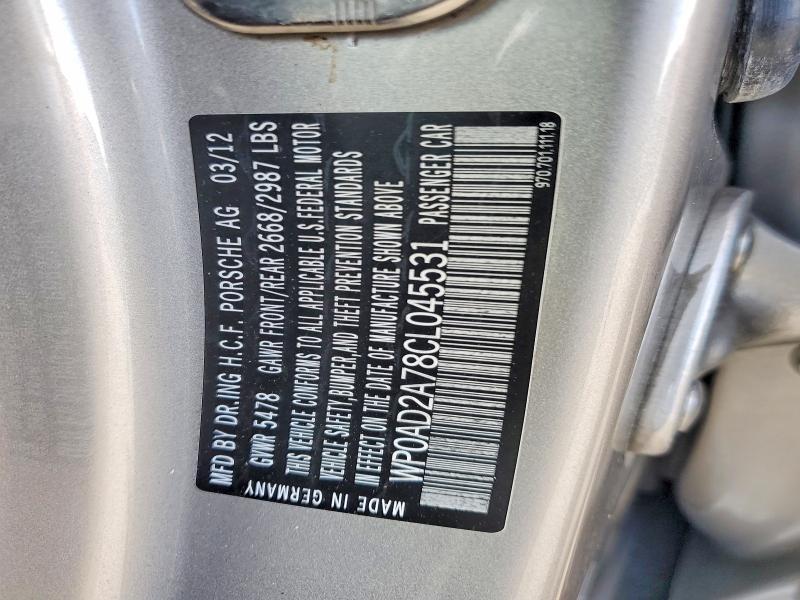 MFD BY DR.ING H.C.F. PORSCHE AG 03/12
GVWR 5478 GAWR FRONT/REAR 2668/2987 LBS
THIS VEHICLE CONFORMS TO ALL APPLICABLE U.S.FEDERAL MOTOR
VEHICLE SAFETY,BUMPER,AND THEFT PREVENTION STANDARDS
IN EFFECT ON THE DATE OF MANUFACTURE SHOWN ABOVE
WP0AD2A78CL045531 PASSENGER CAR
970.701.111.18
MADE IN GERMANY